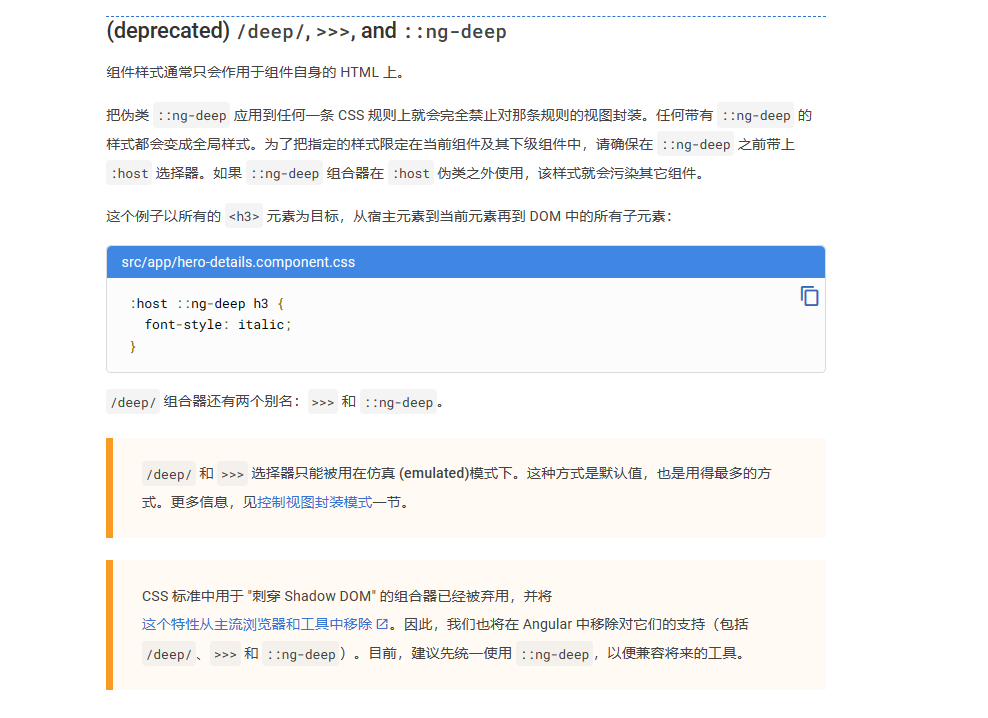 (deprecated) /deep/, >>>, and ::ng-deep
组件样式通常只会作用于组件自身的 HTML 上。
把伪类 ::ng-deep 应用到任何一条 CSS 规则上就会完全禁止对那条规则的视图封装。任何带有 ::ng-deep 的
样式都会变成全局样式。为了把指定的样式限定在当前组件及其下级组件中，请确保在 ::ng-deep 之前带上
:host 选择器。如果 ::ng-deep 组合器在 :host 伪类之外使用，该样式就会污染其它组件。
这个例子以所有的 <h3> 元素为目标，从宿主元素到当前元素再到 DOM 中的所有子元素：
src/app/hero-details.component.css
:host ::ng-deep h3 {
  font-style: italic;
}
/deep/ 组合器还有两个别名：>>> 和 ::ng-deep。
/deep/ 和 >>> 选择器只能被用在仿真 (emulated)模式下。这种方式是默认值，也是用得最多的方
式。更多信息，见控制视图封装模式一节。
CSS 标准中用于 "刺穿 Shadow DOM" 的组合器已经被弃用，并将
这个特性从主流浏览器和工具中移除。因此，我们也将在 Angular 中移除对它们的支持（包括
/deep/、>>> 和 ::ng-deep）。目前，建议先统一使用 ::ng-deep，以便兼容将来的工具。